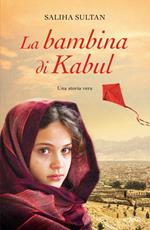 SALIHA SULTAN
La bambina
di Kabul
Una storia vera